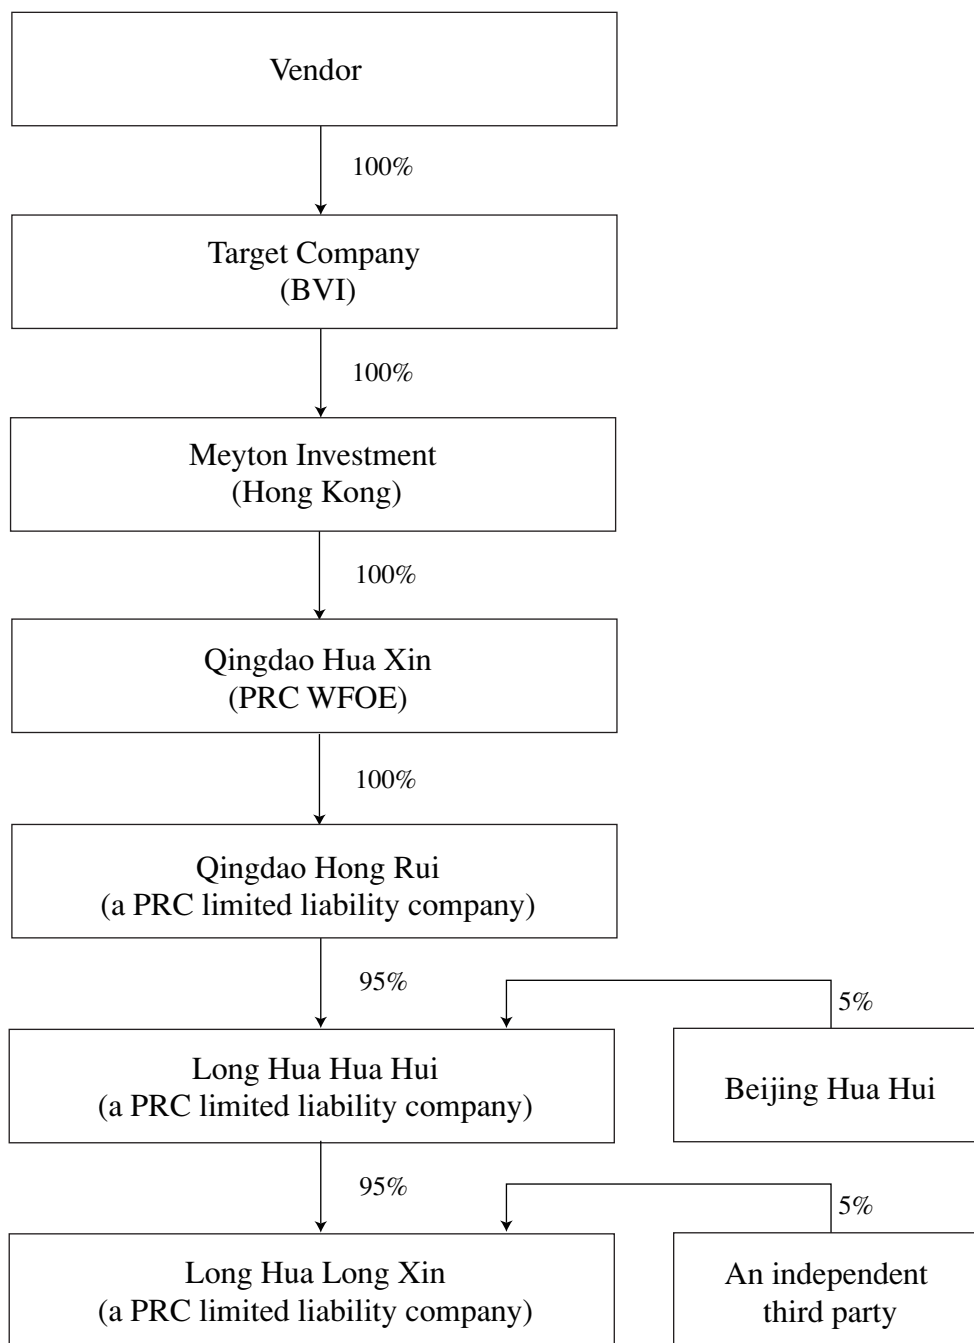 Vendor
100%
Target Company
(BVI)
100%
Meyton Investment
(Hong Kong)
100%
Qingdao Hua Xin
(PRC WFOE)
100%
Qingdao Hong Rui
(a PRC limited liability company)
95%
5%
Long Hua Hua Hui
(a PRC limited liability company)
Beijing Hua Hui
95%
5%
Long Hua Long Xin
(a PRC limited liability company)
An independent
third party